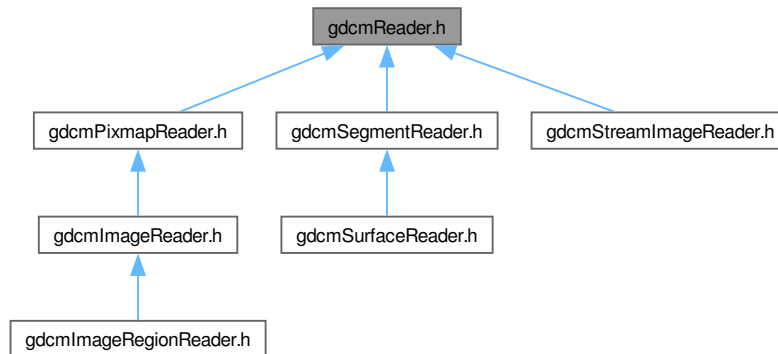 gdcmReader.h
gdcmPixmapReader.h
gdcmSegmentReader.h
gdcmStreamImageReader.h
gdcmImageReader.h
gdcmSurfaceReader.h
gdcmImageRegionReader.h